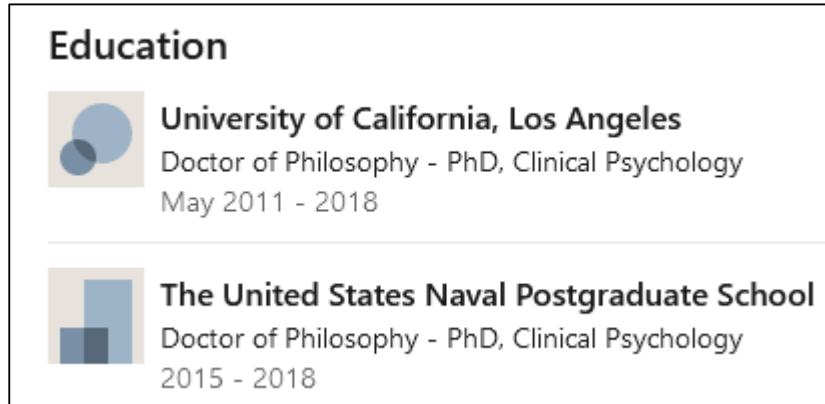 Education
University of California, Los Angeles
Doctor of Philosophy - PhD, Clinical Psychology
May 2011 - 2018
The United States Naval Postgraduate School
Doctor of Philosophy - PhD, Clinical Psychology
2015 - 2018